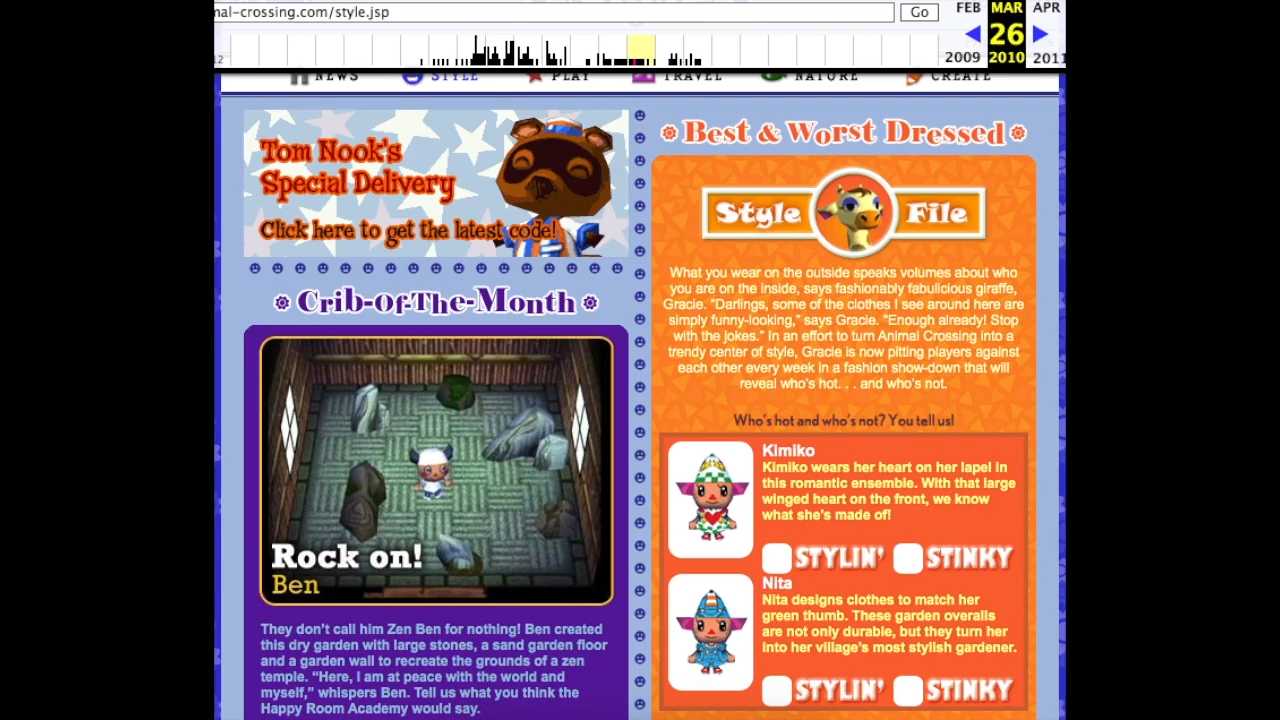 nal-crossing.com/style.jsp
Go
FEB MAR APR
26
2009 2010 2011
12
NEWS STYLE PLAY TRAVEL NATURE CREATE
Tom Nook's
Special Delivery
Click here to get the latest code!
Crib-Of-The-Month
Rock on!
Ben
They don't call him Zen Ben for nothing! Ben created
this dry garden with large stones, a sand garden floor
and a garden wall to recreate the grounds of a zen
temple. “Here, I am at peace with the world and
myself,” whispers Ben. Tell us what you think the
Happy Room Academy would say.
Best & Worst Dressed
Style File
What you wear on the outside speaks volumes about who
you are on the inside, says fashionably fabulicious giraffe,
Gracie. “Darlings, some of the clothes I see around here are
simply funny-looking,” says Gracie. “Enough already! Stop
with the jokes.” In an effort to turn Animal Crossing into a
trendy center of style, Gracie is now pitting players against
each other every week in a fashion show-down that will
reveal who's hot. . . and who's not.
Who's hot and who's not? You tell us!
Kimiko
Kimiko wears her heart on her lapel in
this romantic ensemble. With that large
winged heart on the front, we know
what she's made of!
STYLIN' STINKY
Nita
Nita designs clothes to match her
green thumb. These garden overalls
are not only durable, but they turn her
into her village's most stylish gardener.
STYLIN' STINKY